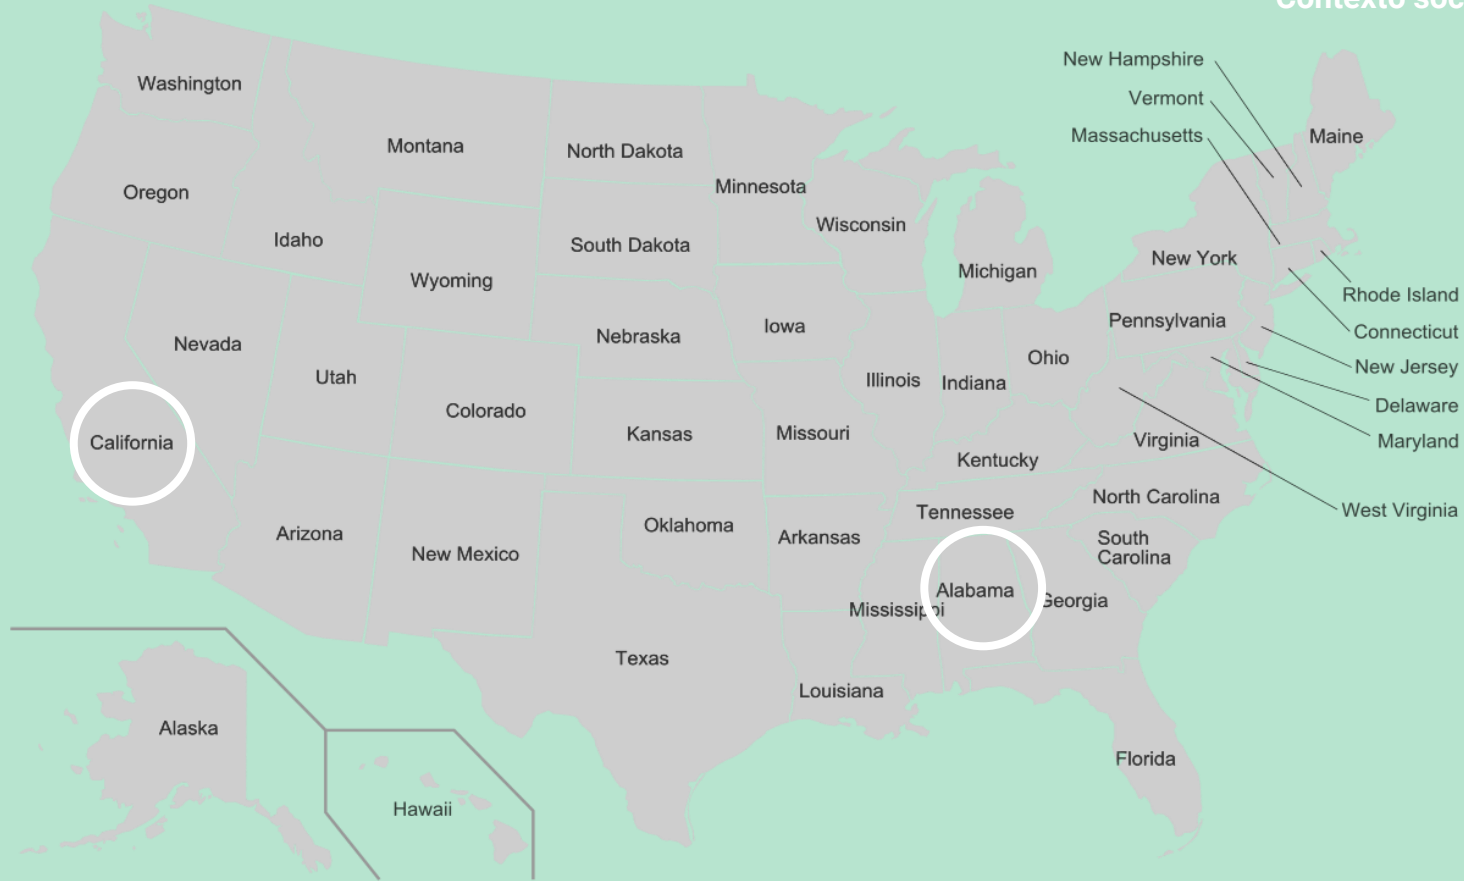 Contexto soc
New Hampshire
Washington
Vermont
Massachusetts
Maine
Montana
North Dakota
Minnesota
Oregon
Wisconsin
Idaho
South Dakota
New York
Michigan
Wyoming
Rhode Island
Pennsylvania
Iowa
Connecticut
Nebraska
Nevada
Ohio
New Jersey
Utah
Illinois
Indiana
Delaware
Colorado
Missouri
Kansas
Virginia
Maryland
California
Kentucky
North Carolina
West Virginia
Tennessee
Oklahoma
Arizona
Arkansas
South
Carolina
New Mexico
Alabama
Georgia
Mississippi
Texas
Louisiana
Alaska
Florida
Hawaii